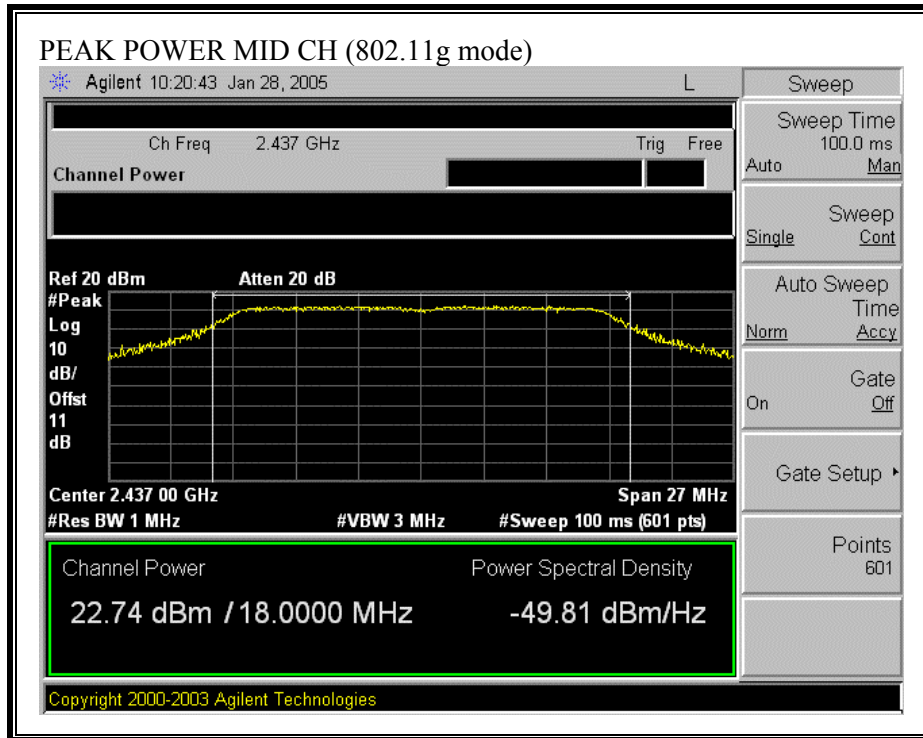 PEAK POWER MID CH (802.11g mode)
Agilent 10:20:43 Jan 28, 2005 L
Ch Freq 2.437 GHz Trig Free
Channel Power
Ref 20 dBm Atten 20 dB
#Peak
Log
10
dB/
Offst
11
dB
Center 2.437 00 GHz Span 27 MHz
#Res BW 1 MHz #VBW 3 MHz #Sweep 100 ms (601 pts)
Channel Power Power Spectral Density
22.74 dBm / 18.0000 MHz -49.81 dBm/Hz
Copyright 2000-2003 Agilent Technologies
Sweep
Sweep Time
100.0 ms
Auto Man
Sweep
Single Cont
Auto Sweep
Time
Norm Accy
Gate
On Off
Gate Setup
Points
601